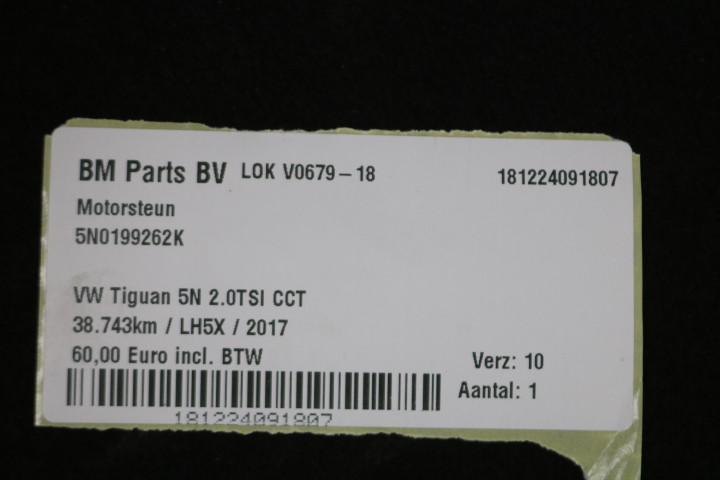 BM Parts BV LOK V0679-18 181224091807
Motorsteun
5N0199262K
VW Tiguan 5N 2.0TSI CCT
38.743km / LH5X / 2017
60,00 Euro incl. BTW Verz: 10
Aantal: 1
181224091807